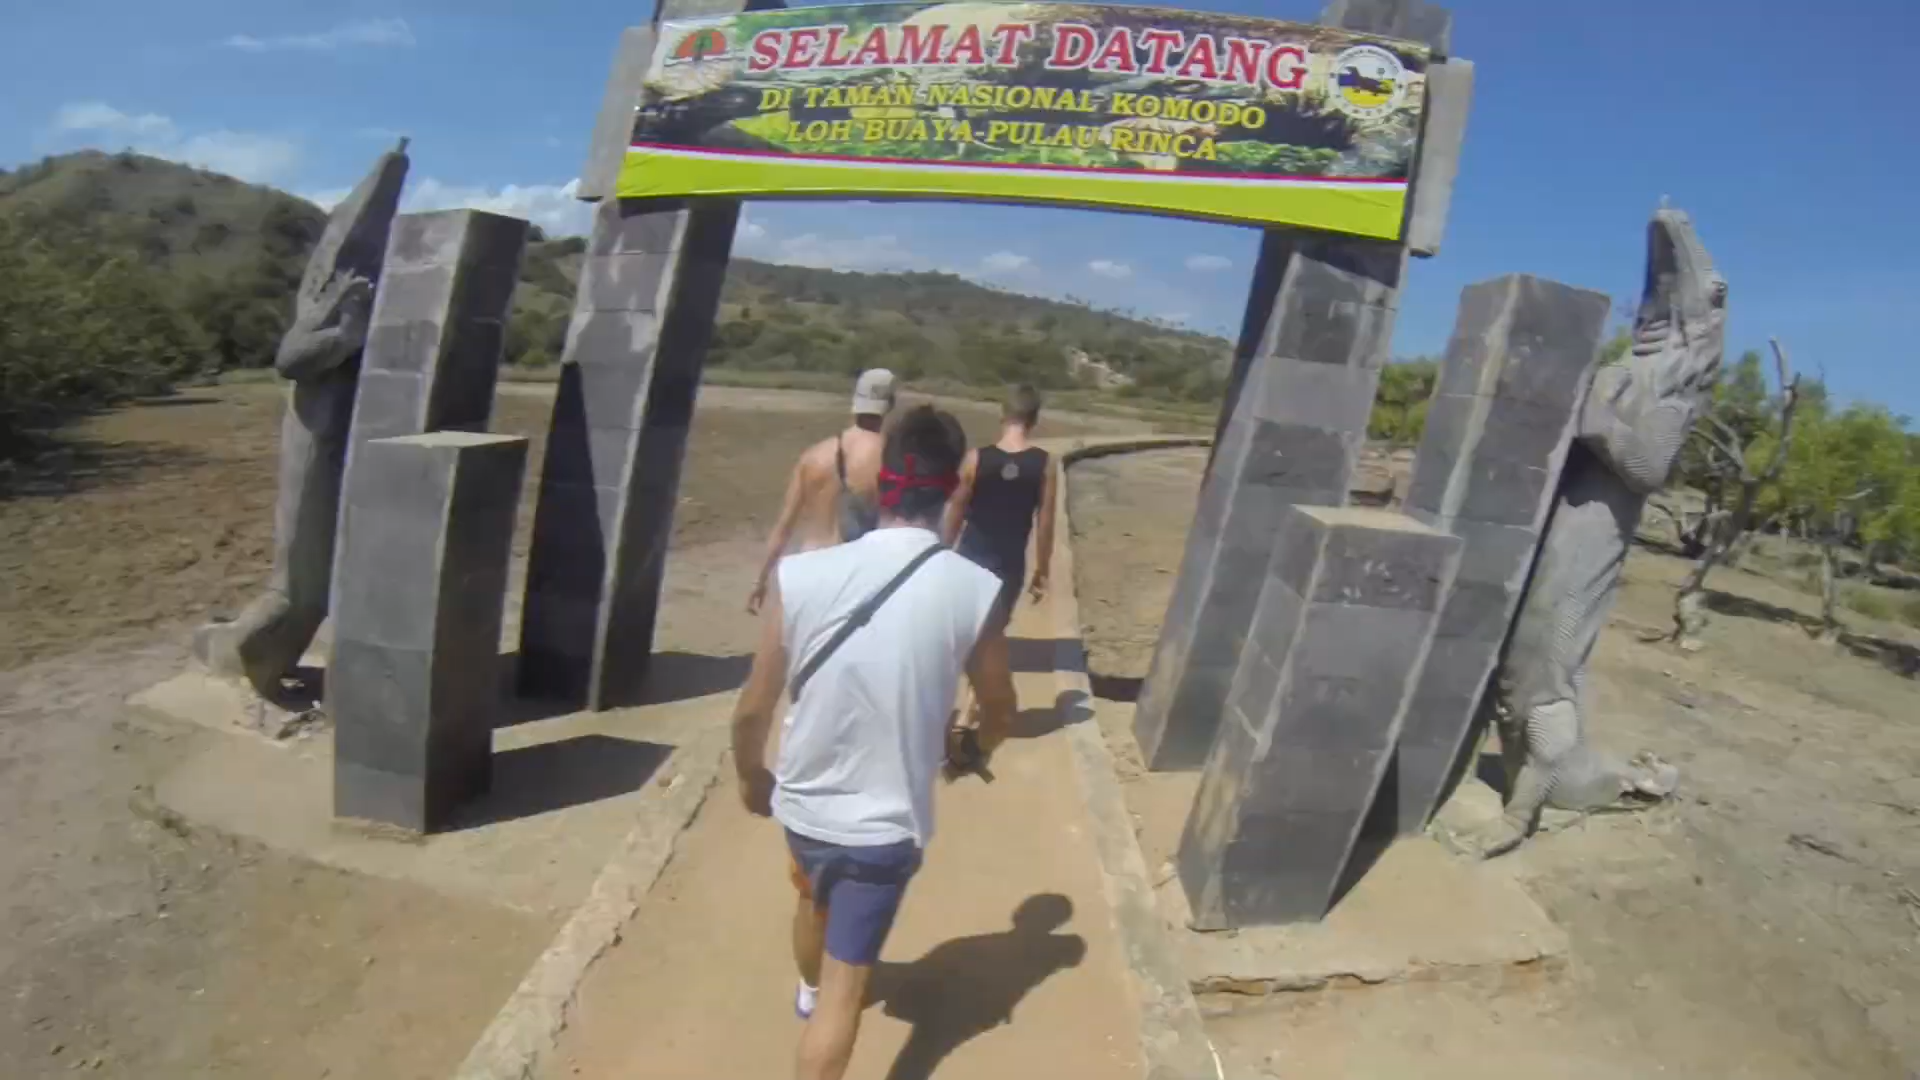 SELAMAT DATANG
DI TAMAN NASIONAL KOMODO
LOH BUAYA-PULAU RINCA